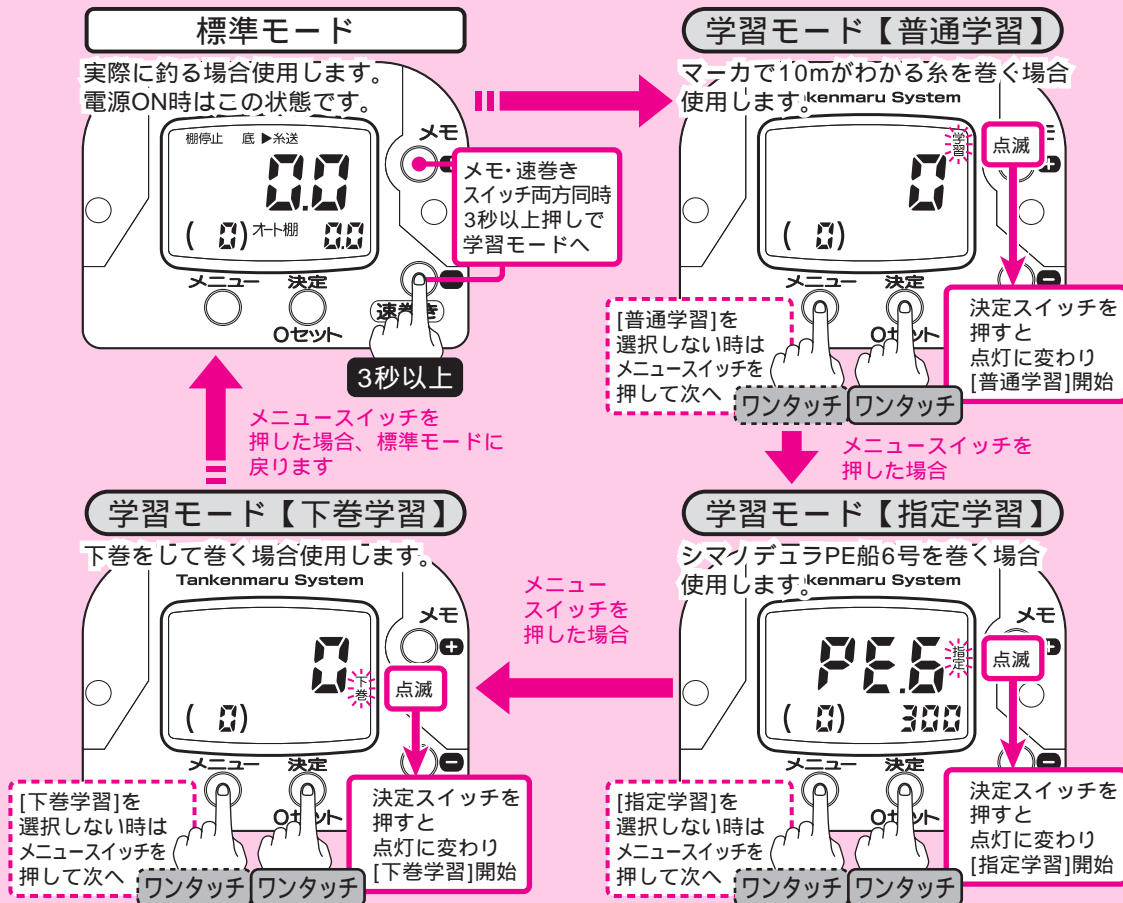 標準モード
実際に釣る場合使用します。
電源ON時はこの状態です。
棚停止 底 ▶糸送
0.0
( 0) オート棚 0.0
メモ
メモ・速巻き
スイッチ両方同時
3秒以上押しで
学習モードへ
メニュー 決定
0セット
速巻き
3秒以上
学習モード【普通学習】
マーカで10mがわかる糸を巻く場合
使用します。
kenmaru System
学習
点滅
0
( 0)
メニュー 決定
0セット
[普通学習]を
選択しない時は
メニュースイッチを
押して次へ
ワンタッチ ワンタッチ
決定スイッチを
押すと
点灯に変わり
[普通学習]開始
メニュースイッチを
押した場合
学習モード【指定学習】
シマノデュラPE船6号を巻く場合
使用します。
kenmaru System
メモ
PE.6
指定
点滅
( 0) 300
メニュー 決定
0セット
[指定学習]を
選択しない時は
メニュースイッチを
押して次へ
ワンタッチ ワンタッチ
決定スイッチを
押すと
点灯に変わり
[指定学習]開始
メニュー
スイッチを
押した場合
学習モード【下巻学習】
下巻をして巻く場合使用します。
Tankenmaru System
メモ
0
下巻
点滅
( 0)
メニュー 決定
0セット
[下巻学習]を
選択しない時は
メニュースイッチを
押して次へ
ワンタッチ ワンタッチ
決定スイッチを
押すと
点灯に変わり
[下巻学習]開始
メニュースイッチを
押した場合、標準モードに
戻ります